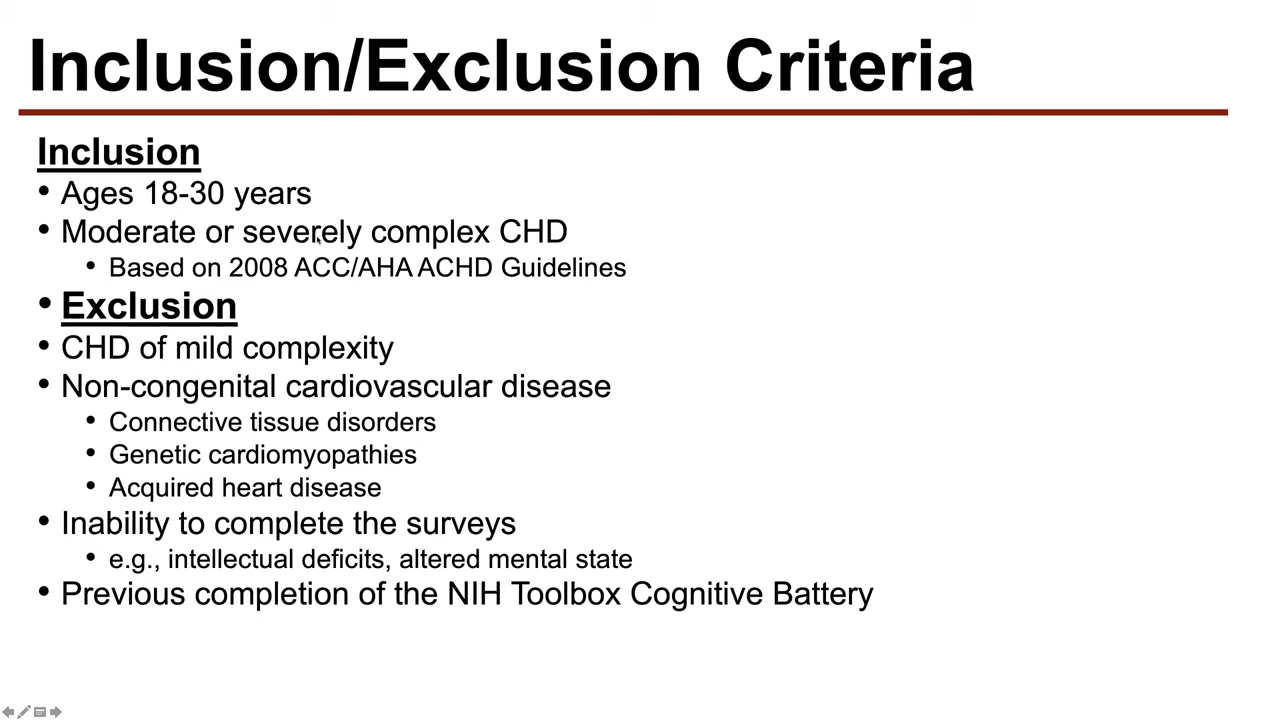 Inclusion/Exclusion Criteria
Inclusion
• Ages 18-30 years
• Moderate or severely complex CHD
• Based on 2008 ACC/AHA ACHD Guidelines
• Exclusion
• CHD of mild complexity
• Non-congenital cardiovascular disease
• Connective tissue disorders
• Genetic cardiomyopathies
• Acquired heart disease
• Inability to complete the surveys
• e.g., intellectual deficits, altered mental state
• Previous completion of the NIH Toolbox Cognitive Battery